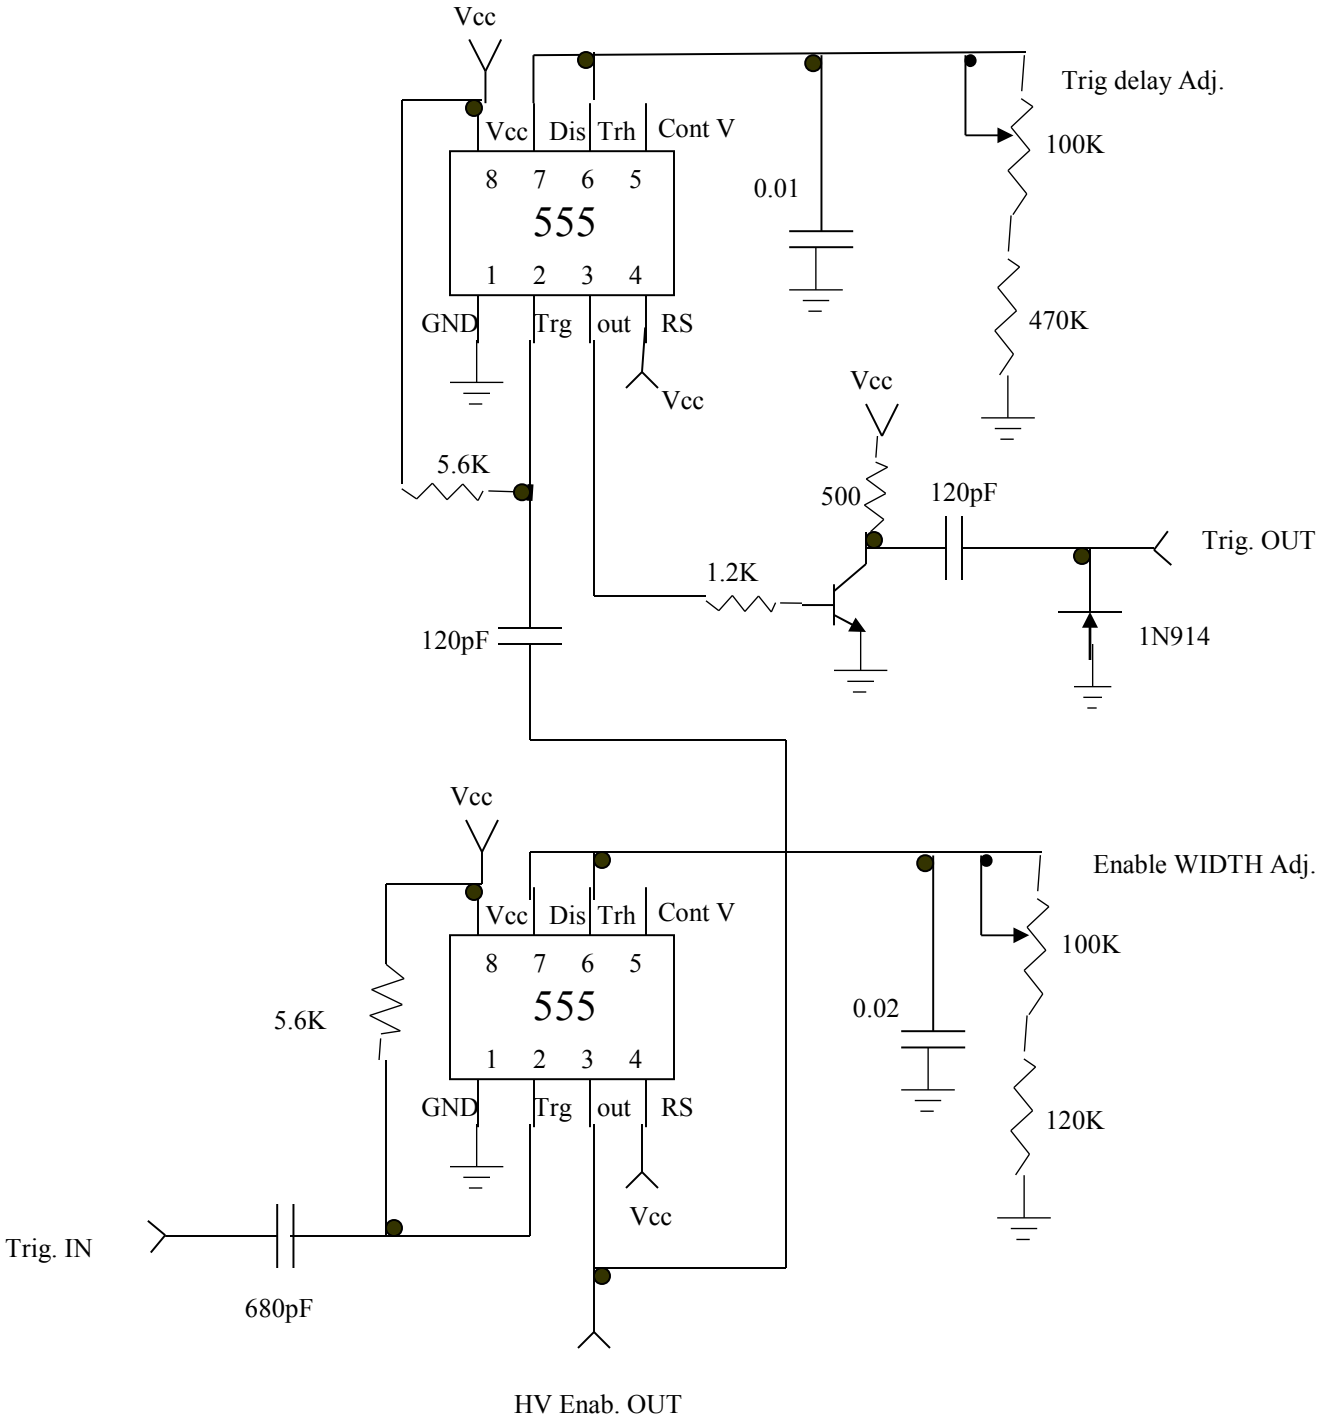 Vcc
Trig delay Adj.
Vcc Dis Trh Cont V
100K
8 7 6 5
0.01
555
1 2 3 4
GND Trg out RS
470K
Vcc
Vcc
5.6K
500
120pF
Trig. OUT
1.2K
120pF
1N914
Vcc
Enable WIDTH Adj.
Vcc Dis Trh Cont V
100K
8 7 6 5
555
0.02
5.6K
1 2 3 4
GND Trg out RS
120K
Vcc
Trig. IN
680pF
HV Enab. OUT